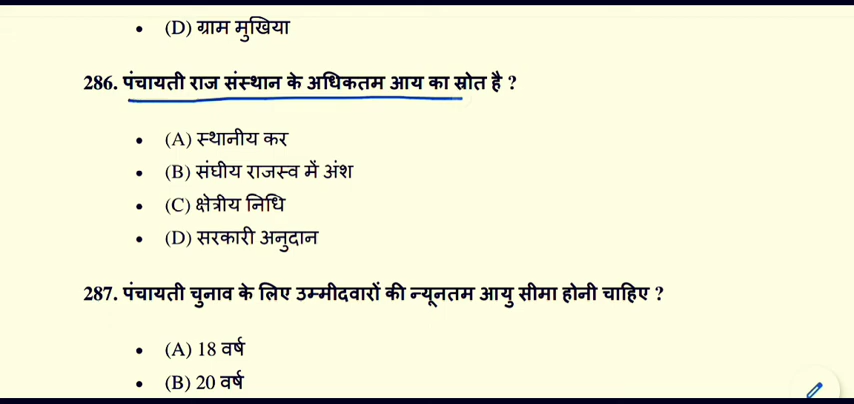 • (D) ग्राम मुखिया
286. पंचायती राज संस्थान के अधिकतम आय का स्रोत है ?
• (A) स्थानीय कर
• (B) संघीय राजस्व में अंश
• (C) क्षेत्रीय निधि
• (D) सरकारी अनुदान
287. पंचायती चुनाव के लिए उम्मीदवारों की न्यूनतम आयु सीमा होनी चाहिए ?
• (A) 18 वर्ष
• (B) 20 वर्ष